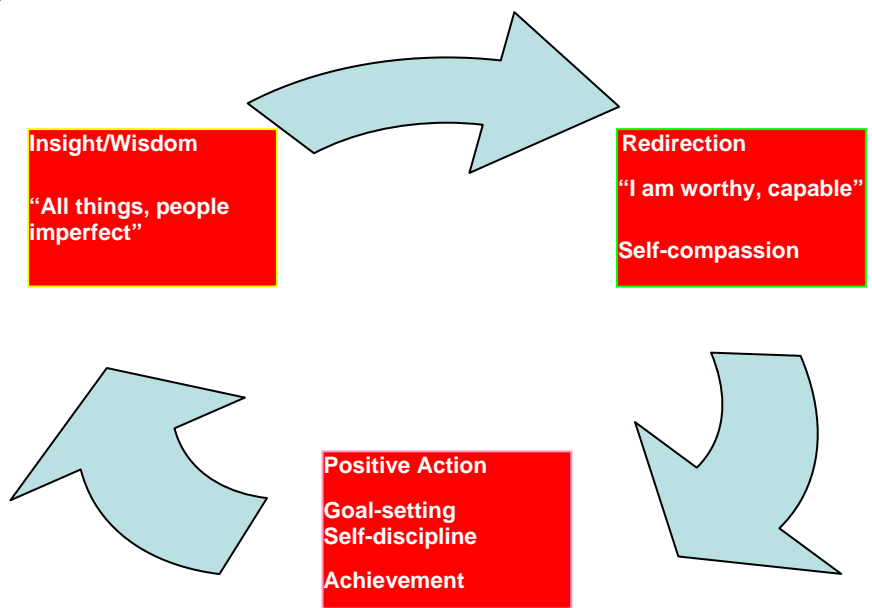 Insight/Wisdom
“All things, people
imperfect”
Redirection
“I am worthy, capable”
Self-compassion
Positive Action
Goal-setting
Self-discipline
Achievement